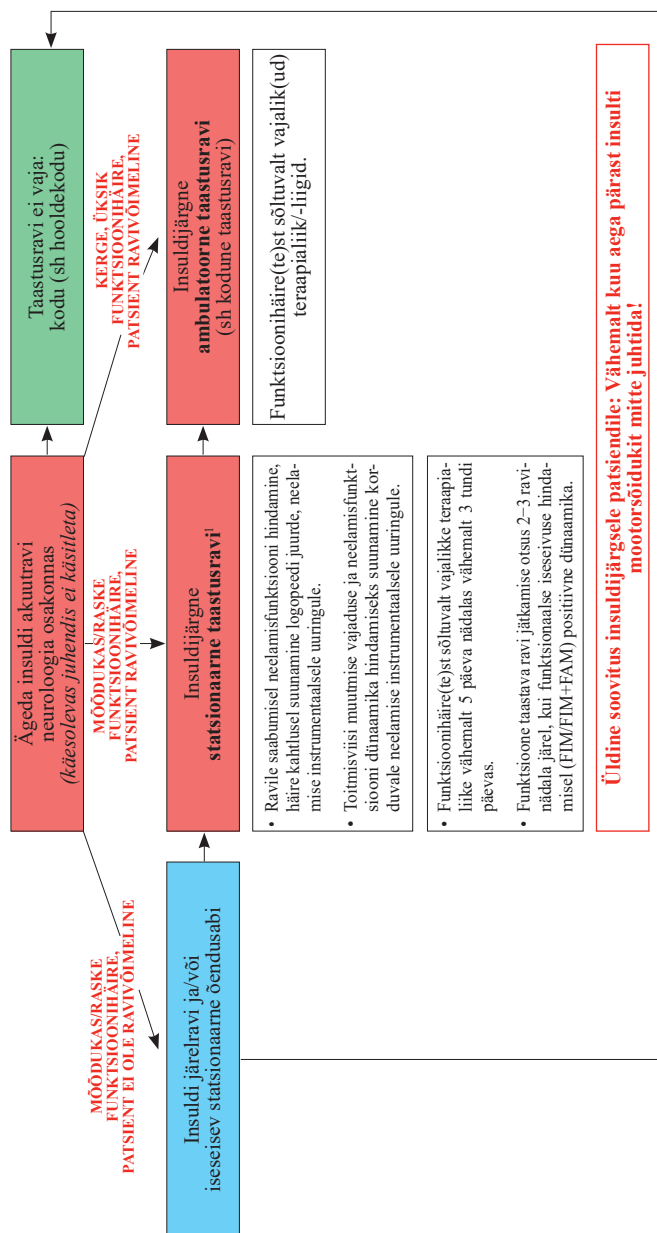 Ägeda insuldi akuutravi
neuroloogia osakonnas
(käesolevas juhendis ei käsitleta)
Taastusravi ei vaja:
kodu (sh hooldekodu)
MÕÕDUKAS/RASKE
FUNKTSIOONIHÄIRE,
PATSIENT EI OLE RAVIVÕIMELINE
MÕÕDUKAS/RASKE
FUNKTSIOONIHÄIRE,
PATSIENT RAVIVÕIMELINE
KERGE, ÜKSIK
FUNKTSIOONIHÄIRE,
PATSIENT RAVIVÕIMELINE
Insuldi järelravi ja/või
iseseisev statsionaarne õendusabi
Insuldijärgne
statsionaarne taastusravi¹
Insuldijärgne
ambulatoorne taastusravi
(sh kodune taastusravi)
• Ravile saabumisel neelamisfunktsiooni hindamine,
häire kahtlusel suunamine logopeedi juurde, neela-
mise instrumentaalsele uuringule.
• Toitmisviisi muutmise vajaduse ja neelamisfunkt-
siooni dünaamika hindamiseks suunamine kor-
duvale neelamise instrumentaalsele uuringule.
Funktsioonihäire(te)st sõltuvalt vajalik(ud)
teraapialiik/-liigid.
• Funktsioonihäire(te)st sõltuvalt vajalikke teraapia-
liike vähemalt 5 päeva nädalas vähemalt 3 tundi
päevas.
• Funktsioone taastava ravi jätkamise otsus 2–3 ravi-
nädala järel, kui funktsionaalse iseseivuse hinda-
misel (FIM/FIM+FAM) positiivne dünaamika.
Üldine soovitus insuldijärgsele patsiendile: Vähemalt kuu aega pärast insulti
mootorsõidukit mitte juhtida!